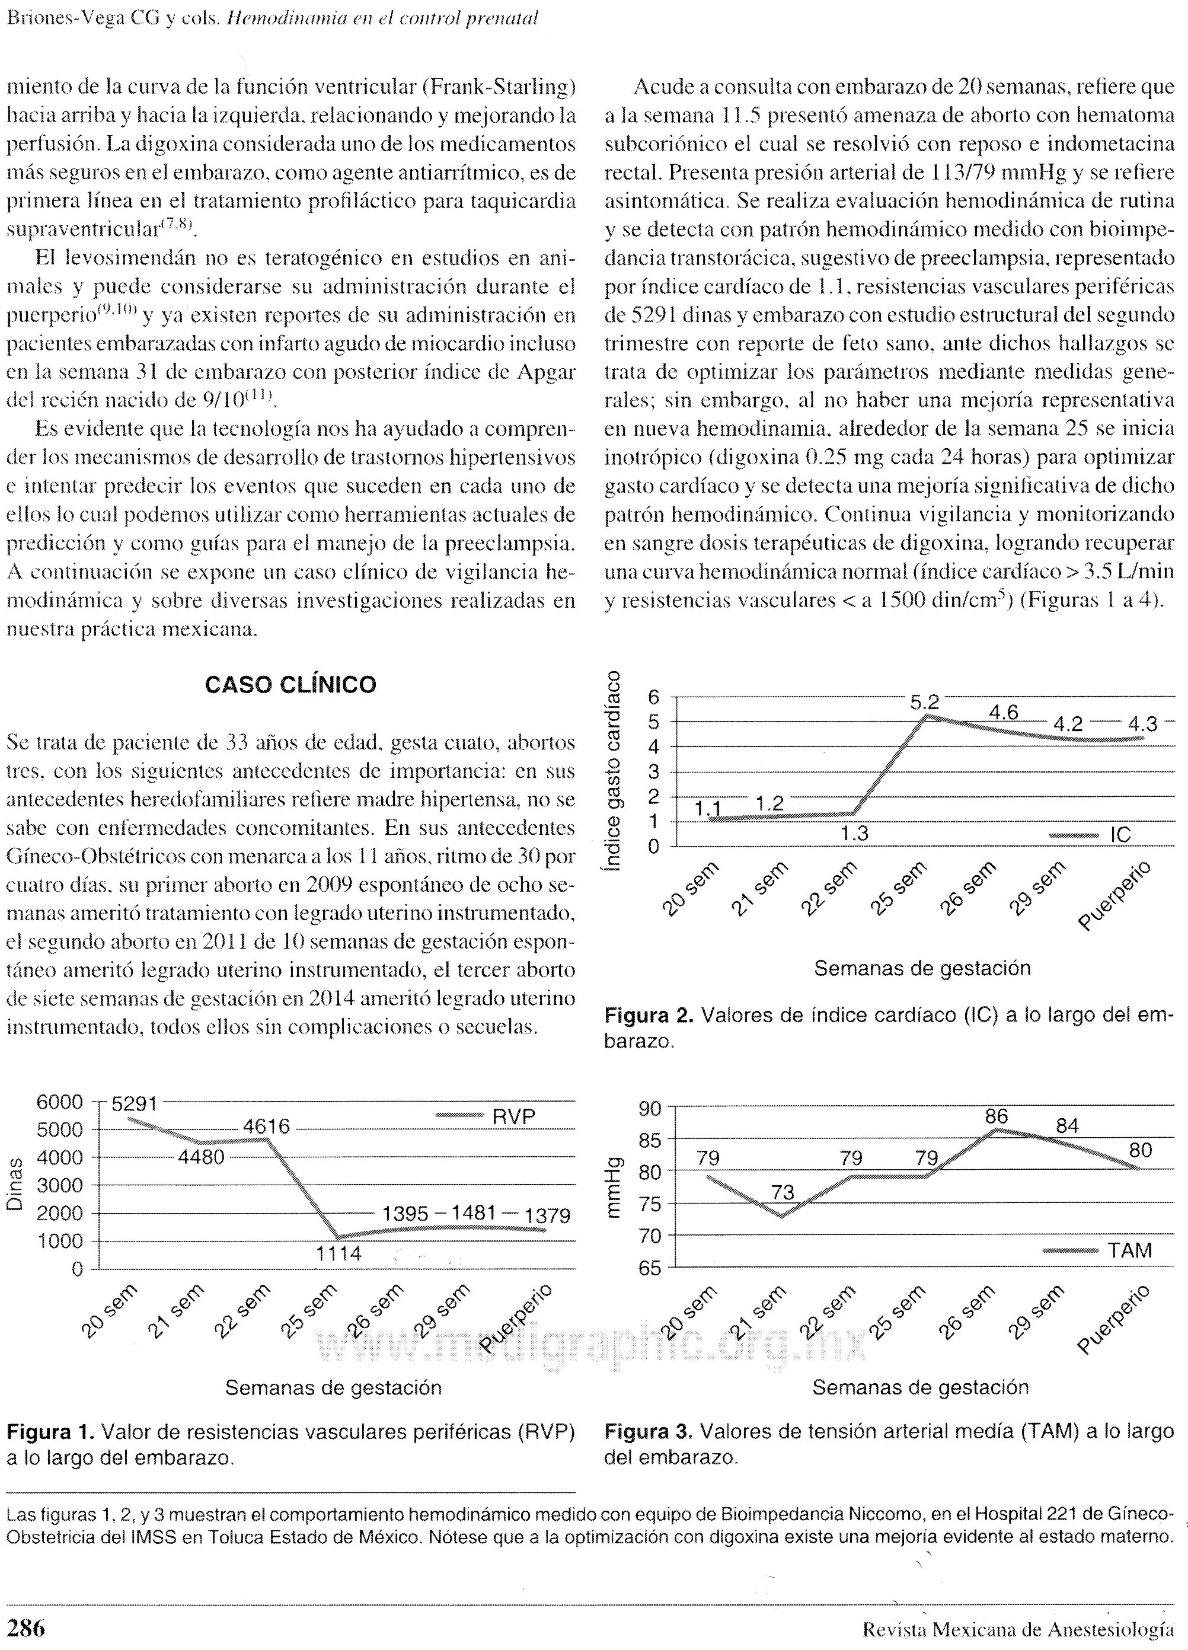 Briones-Vega CG y cols. Hemodinamia en el control prenatal
miento de la curva de la función ventricular (Frank-Starling)
hacia arriba y hacia la izquierda, relacionando y mejorando la
perfusión. La digoxina considerada uno de los medicamentos
más seguros en el embarazo, como agente antiarrítmico, es de
primera línea en el tratamiento profiláctico para taquicardia
supraventricular(7,8).
El levosimendán no es teratogénico en estudios en ani-
males y puede considerarse su administración durante el
puerperio(9,10) y ya existen reportes de su administración en
pacientes embarazadas con infarto agudo de miocardio incluso
en la semana 31 de embarazo con posterior índice de Apgar
del recién nacido de 9/10(11).
Es evidente que la tecnología nos ha ayudado a compren-
der los mecanismos de desarrollo de trastornos hipertensivos
e intentar predecir los eventos que suceden en cada uno de
ellos lo cual podemos utilizar como herramientas actuales de
predicción y como guías para el manejo de la preeclampsia.
A continuación se expone un caso clínico de vigilancia he-
modinámica y sobre diversas investigaciones realizadas en
nuestra práctica mexicana.
CASO CLÍNICO
Se trata de paciente de 33 años de edad, gesta cuato, abortos
tres, con los siguientes antecedentes de importancia: en sus
antecedentes heredofamiliares refiere madre hipertensa, no se
sabe con enfermedades concomitantes. En sus antecedentes
Gíneco-Obstétricos con menarca a los 11 años, ritmo de 30 por
cuatro días, su primer aborto en 2009 espontáneo de ocho se-
manas ameritó tratamiento con legrado uterino instrumentado,
el segundo aborto en 2011 de 10 semanas de gestación espon-
táneo ameritó legrado uterino instrumentado, el tercer aborto
de siete semanas de gestación en 2014 ameritó legrado uterino
instrumentado, todos ellos sin complicaciones o secuelas.
Acude a consulta con embarazo de 20 semanas, refiere que
a la semana 11.5 presentó amenaza de aborto con hematoma
subcoriónico el cual se resolvió con reposo e indometacina
rectal. Presenta presión arterial de 113/79 mmHg y se refiere
asintomática. Se realiza evaluación hemodinámica de rutina
y se detecta con patrón hemodinámico medido con bioimpe-
dancia transtorácica, sugestivo de preeclampsia, representado
por índice cardíaco de 1.1, resistencias vasculares periféricas
de 5291 dinas y embarazo con estudio estructural del segundo
trimestre con reporte de feto sano, ante dichos hallazgos se
trata de optimizar los parámetros mediante medidas gene-
rales; sin embargo, al no haber una mejoría representativa
en nueva hemodinamia, alrededor de la semana 25 se inicia
inotrópico (digoxina 0.25 mg cada 24 horas) para optimizar
gasto cardíaco y se detecta una mejoría significativa de dicho
patrón hemodinámico. Continua vigilancia y monitorizando
en sangre dosis terapéuticas de digoxina, logrando recuperar
una curva hemodinámica normal (índice cardíaco > 3.5 L/min
y resistencias vasculares < a 1500 din/cm5) (Figuras 1 a 4).
Índice gasto cardíaco
6
5
4
3
2
1
0
1.1
1.2
1.3
5.2
4.6
4.2
4.3
IC
20 sem
21 sem
22 sem
25 sem
26 sem
29 sem
Puerperio
Semanas de gestación
Figura 2. Valores de índice cardíaco (IC) a lo largo del em-
barazo.
Dinas
6000
5000
4000
3000
2000
1000
0
5291
4480
4616
1114
1395
1481
1379
RVP
20 sem
21 sem
22 sem
25 sem
26 sem
29 sem
Puerperio
Semanas de gestación
Figura 1. Valor de resistencias vasculares periféricas (RVP)
a lo largo del embarazo.
mmHg
90
85
80
75
70
65
79
73
79
79
86
84
80
TAM
20 sem
21 sem
22 sem
25 sem
26 sem
29 sem
Puerperio
Semanas de gestación
Figura 3. Valores de tensión arterial medía (TAM) a lo largo
del embarazo.
www.medigraphic.org.mx
Las figuras 1, 2, y 3 muestran el comportamiento hemodinámico medido con equipo de Bioimpedancia Niccomo, en el Hospital 221 de Gíneco-
Obstetricia del IMSS en Toluca Estado de México. Nótese que a la optimización con digoxina existe una mejoría evidente al estado materno.
286
Revista Mexicana de Anestesiología